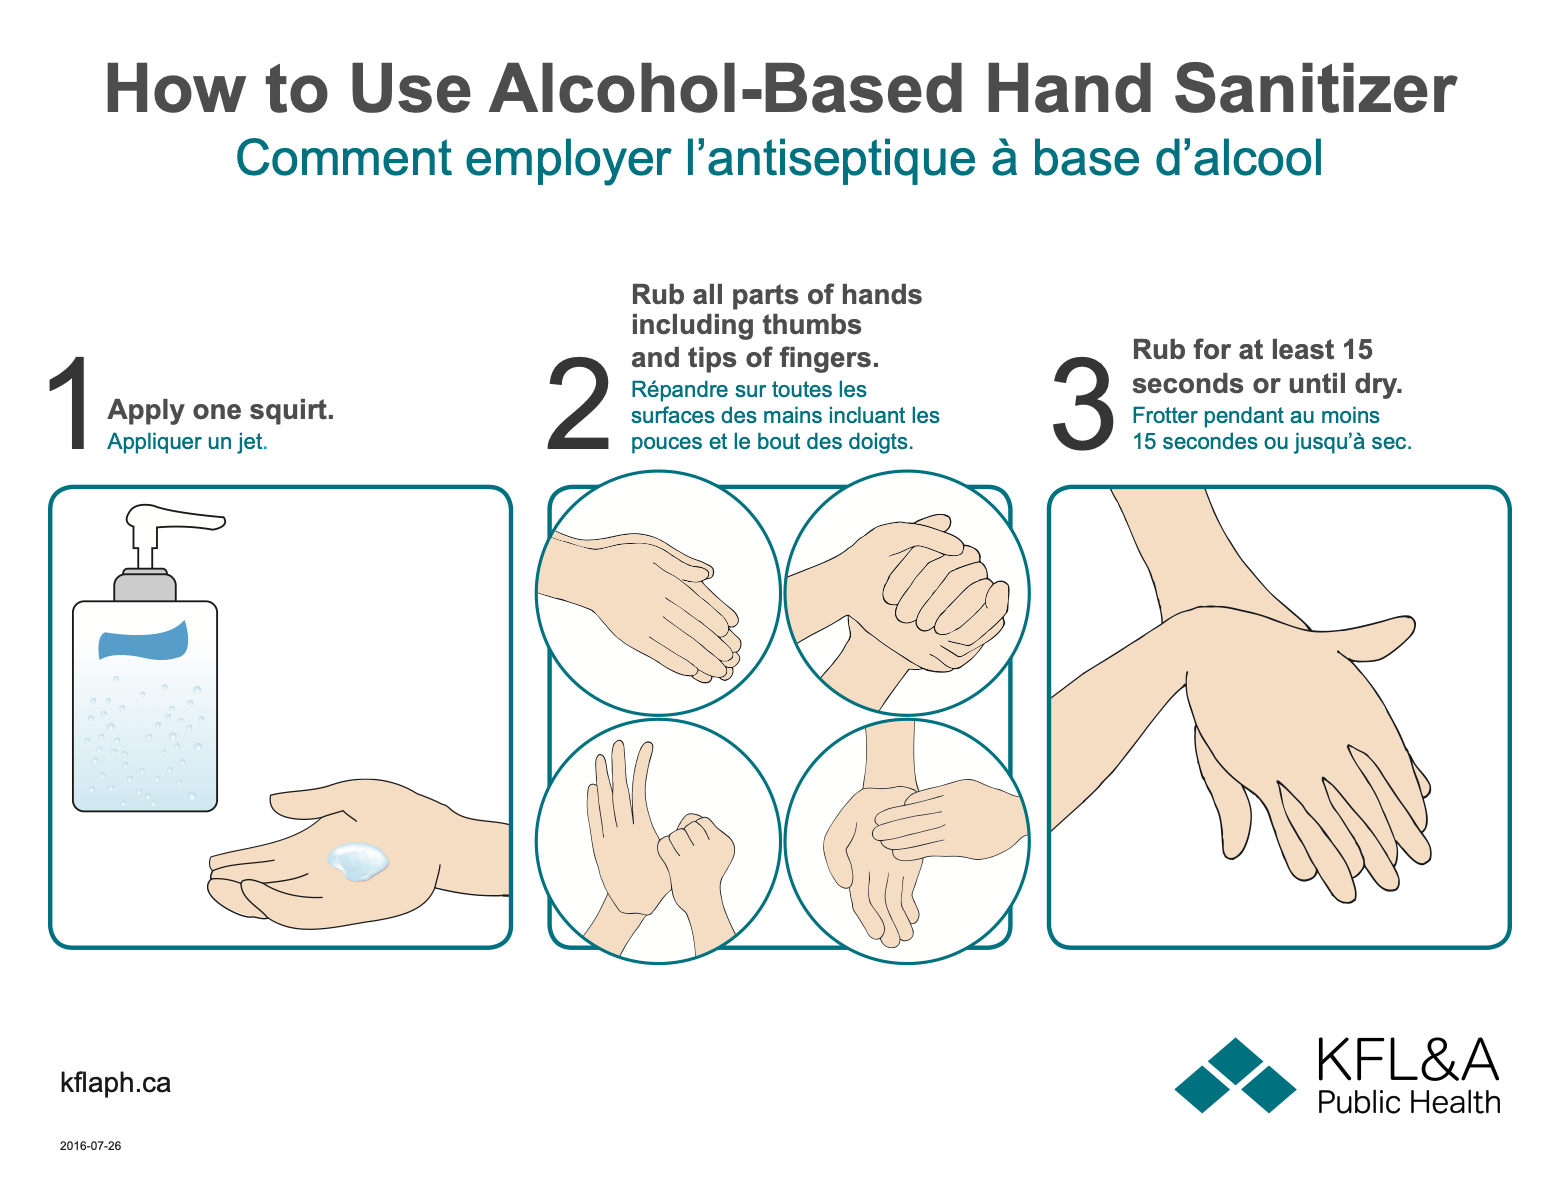 How to Use Alcohol-Based Hand Sanitizer
Comment employer l’antiseptique à base d’alcool
1
Apply one squirt.
Appliquer un jet.
2
Rub all parts of hands
including thumbs
and tips of fingers.
Répandre sur toutes les
surfaces des mains incluant les
pouces et le bout des doigts.
3
Rub for at least 15
seconds or until dry.
Frotter pendant au moins
15 secondes ou jusqu’à sec.
kflaph.ca
2016-07-26
KFL&A
Public Health